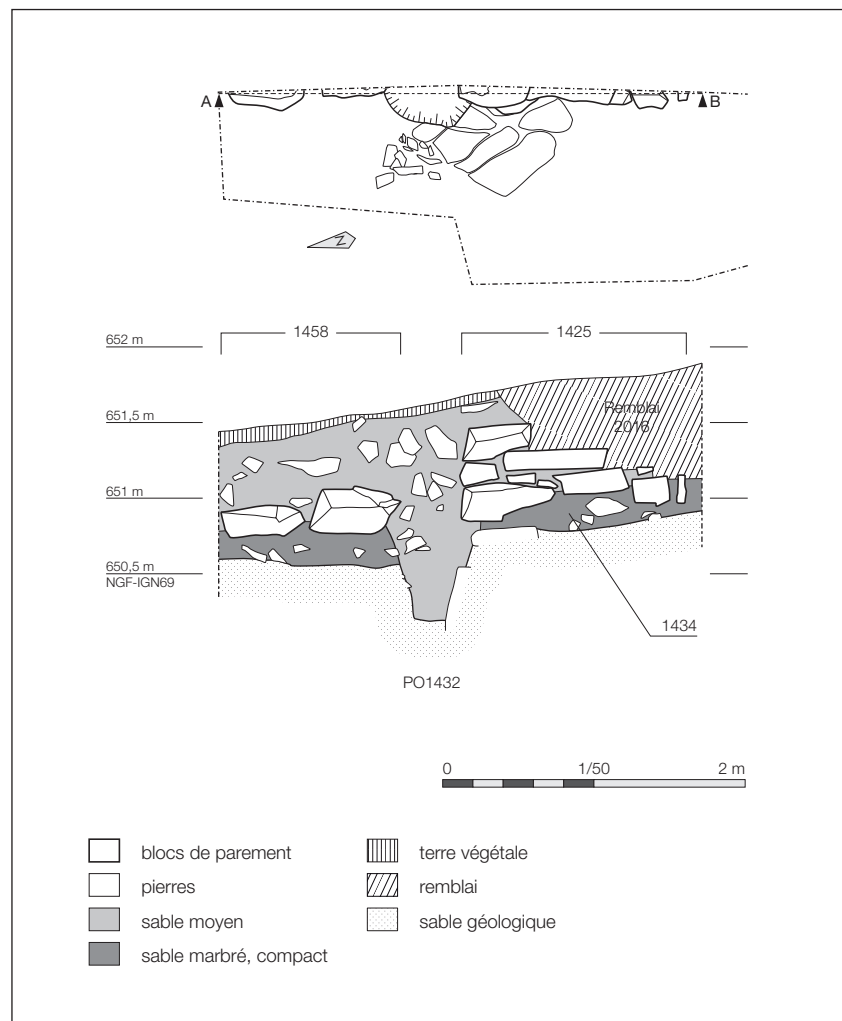 A B
N
1458 1425
652 m
651,5 m
Remblai
2016
651 m
650,5 m
NGF-IGN69
1434
PO1432
0 1/50 2 m
blocs de parement
pierres
sable moyen
sable marbré, compact
terre végétale
remblai
sable géologique